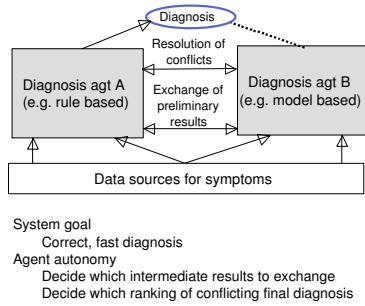 Diagnosis
Resolution of
conflicts
Diagnosis agt A
(e.g. rule based)
Diagnosis agt B
(e.g. model based)
Exchange of
preliminary
results
Data sources for symptoms
System goal
Correct, fast diagnosis
Agent autonomy
Decide which intermediate results to exchange
Decide which ranking of conflicting final diagnosis